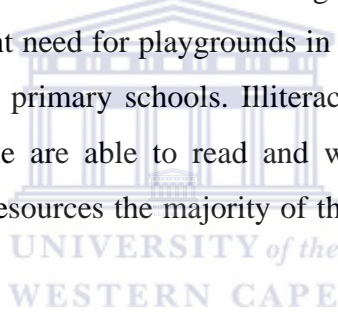 nt need for playgrounds in
primary schools. Illiterac
e are able to read and w
esources the majority of th
UNIVERSITY of the
WESTERN CAPE